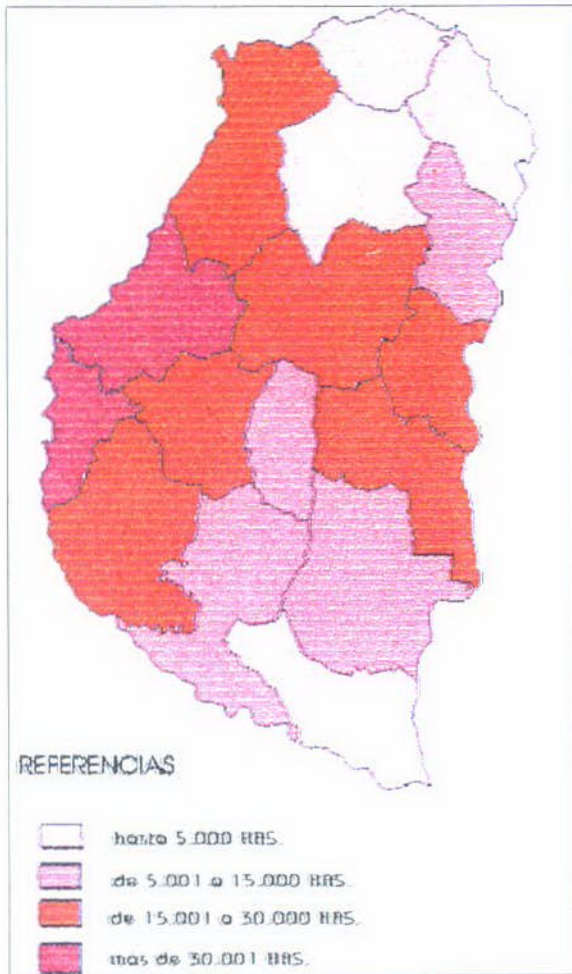 REFERENCIAS
hasta 5.000 HAS.
de 5.001 a 15.000 HAS.
de 15.001 a 30.000 HAS.
más de 30.001 HAS.